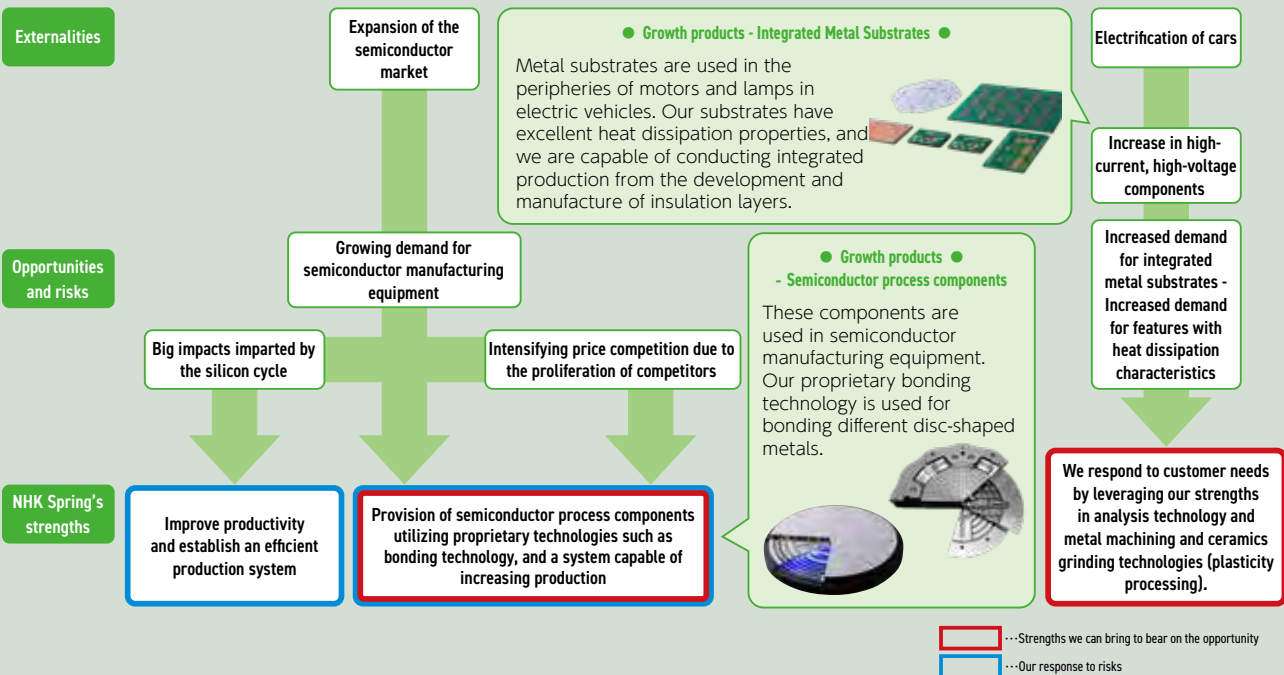 Externalities
Expansion of the
semiconductor
market
● Growth products - Integrated Metal Substrates ●
Metal substrates are used in the
peripheries of motors and lamps in
electric vehicles. Our substrates have
excellent heat dissipation properties, and
we are capable of conducting integrated
production from the development and
manufacture of insulation layers.
Electrification of cars
Increase in high-
current, high-voltage
components
Opportunities
and risks
Growing demand for
semiconductor manufacturing
equipment
Big impacts imparted by
the silicon cycle
Intensifying price competition due to
the proliferation of competitors
● Growth products ●
- Semiconductor process components
These components are
used in semiconductor
manufacturing equipment.
Our proprietary bonding
technology is used for
bonding different disc-shaped
metals.
Increased demand
for integrated
metal substrates -
Increased demand
for features with
heat dissipation
characteristics
NHK Spring's
strengths
Improve productivity
and establish an efficient
production system
Provision of semiconductor process components
utilizing proprietary technologies such as
bonding technology, and a system capable of
increasing production
We respond to customer needs
by leveraging our strengths
in analysis technology and
metal machining and ceramics
grinding technologies (plasticity
processing).
···Strengths we can bring to bear on the opportunity
···Our response to risks